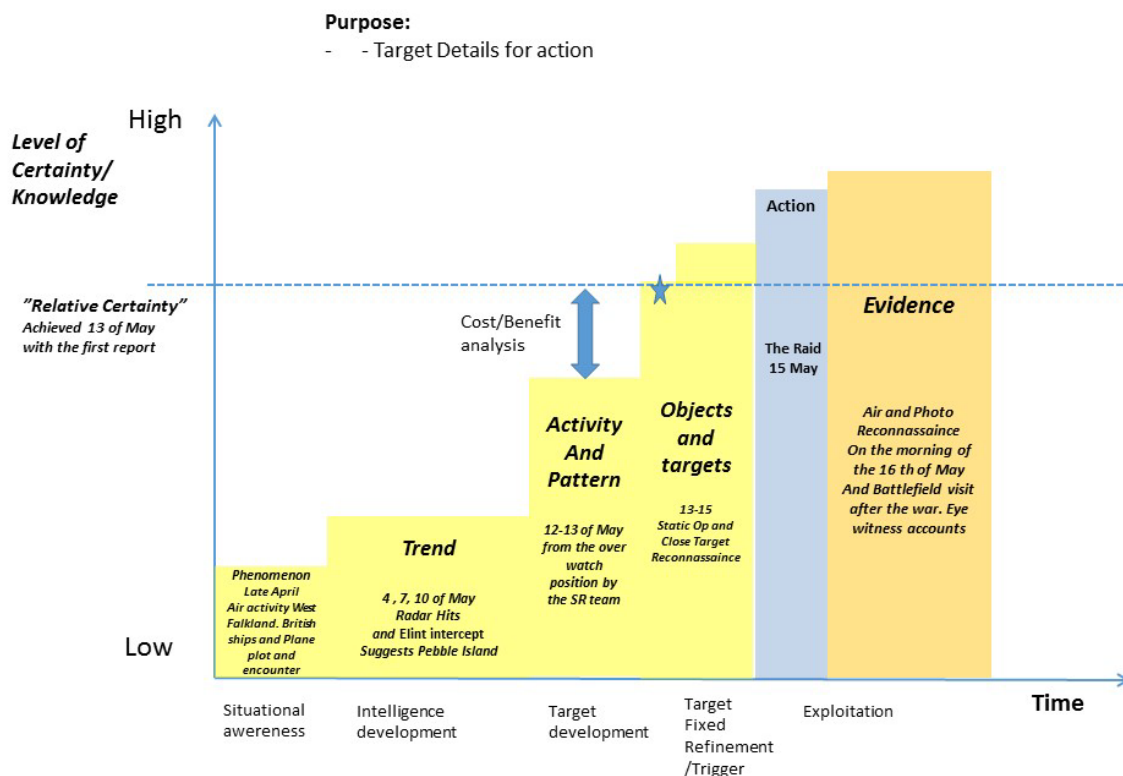 Purpose:
- - Target Details for action
High
Level of
Certainty/
Knowledge
Action
"Relative Certainty"
Achieved 13 of May
with the first report
Cost/Benefit
analysis
Evidence
The Raid
15 May
Activity
And
Pattern
Objects
and
targets
Air and Photo
Reconnassaince
On the morning of
the 16 th of May
And Battlefield visit
after the war. Eye
witness accounts
12-13 of May
from the over
watch
position by
the SR team
13-15
Static Op and
Close Target
Reconnassaince
Trend
4 , 7, 10 of May
Radar Hits
and Elint intercept
Suggests Pebble Island
Phenomenon
Late April
Air activity West
Falkland. British
ships and Plane
plot and
encounter
Low
Time
Situational
awereness
Intelligence
development
Target
development
Target
Fixed
Refinement
/Trigger
Exploitation